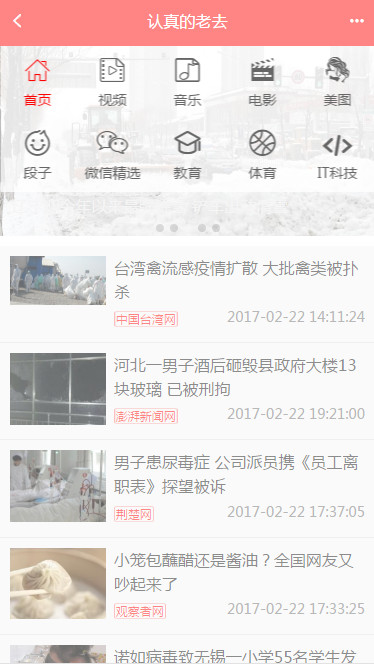 认真的老去
首页 视频 音乐 电影 美图
段子 微信精选 教育 体育 IT科技
台湾禽流感疫情扩散 大批禽类被扑
杀
中国台湾网 2017-02-22 14:11:24
河北一男子酒后砸毁县政府大楼13
块玻璃 已被刑拘
澎湃新闻网 2017-02-22 19:21:00
男子患尿毒症 公司派员携《员工离
职表》探望被诉
荆楚网 2017-02-22 17:37:05
小笼包蘸醋还是酱油？全国网友又
吵起来了
观察者网 2017-02-22 17:33:25
诺如病毒致无锡一小学55名学生发